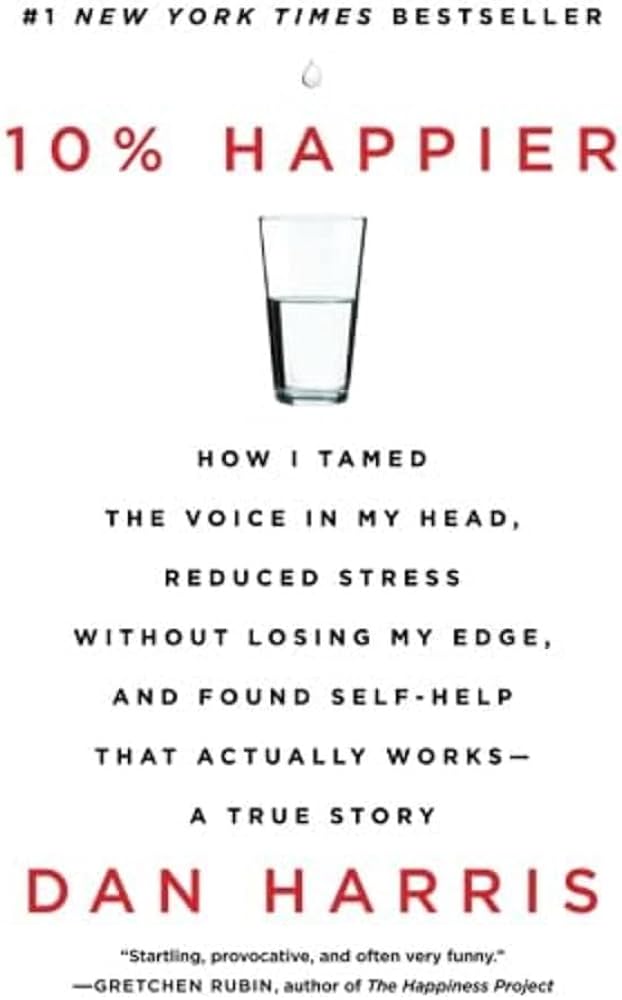 #1 NEW YORK TIMES BESTSELLER
10% HAPPIER
HOW I TAMED
THE VOICE IN MY HEAD,
REDUCED STRESS
WITHOUT LOSING MY EDGE,
AND FOUND SELF-HELP
THAT ACTUALLY WORKS—
A TRUE STORY
DAN HARRIS
"Startling, provocative, and often very funny."
—GRETCHEN RUBIN, author of The Happiness Project